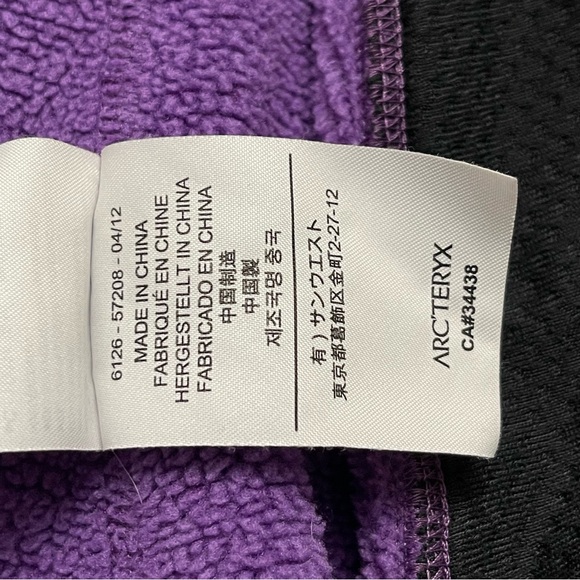 6126 - 57208 - 04/12
MADE IN CHINA
FABRIQUÉ EN CHINE
HERGESTELLT IN CHINA
FABRICADO EN CHINA
中国制造
中国製
제조국명 중국
有）サンウエスト
東京都葛飾区金町2-27-12
ARC'TERYX
CA#34438